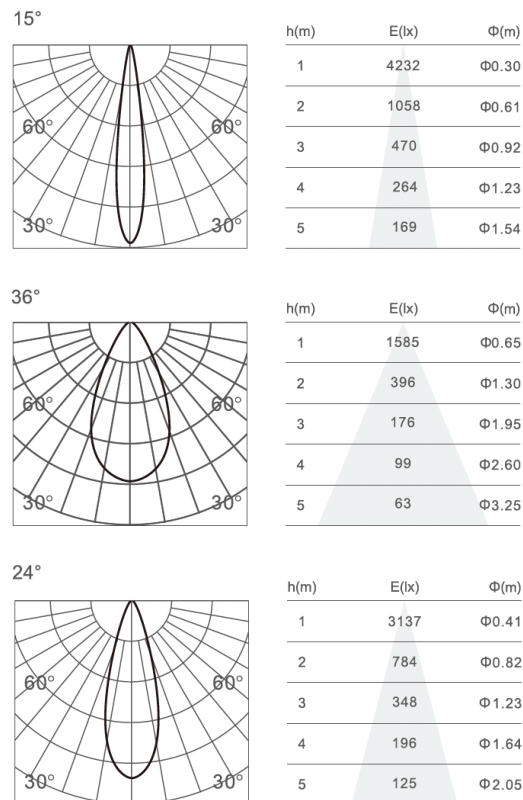 15°
60° 60°
30° 30°
h(m) E(lx) Φ(m)
1 4232 Φ0.30
2 1058 Φ0.61
3 470 Φ0.92
4 264 Φ1.23
5 169 Φ1.54
36°
60° 60°
30° 30°
h(m) E(lx) Φ(m)
1 1585 Φ0.65
2 396 Φ1.30
3 176 Φ1.95
4 99 Φ2.60
5 63 Φ3.25
24°
60° 60°
30° 30°
h(m) E(lx) Φ(m)
1 3137 Φ0.41
2 784 Φ0.82
3 348 Φ1.23
4 196 Φ1.64
5 125 Φ2.05